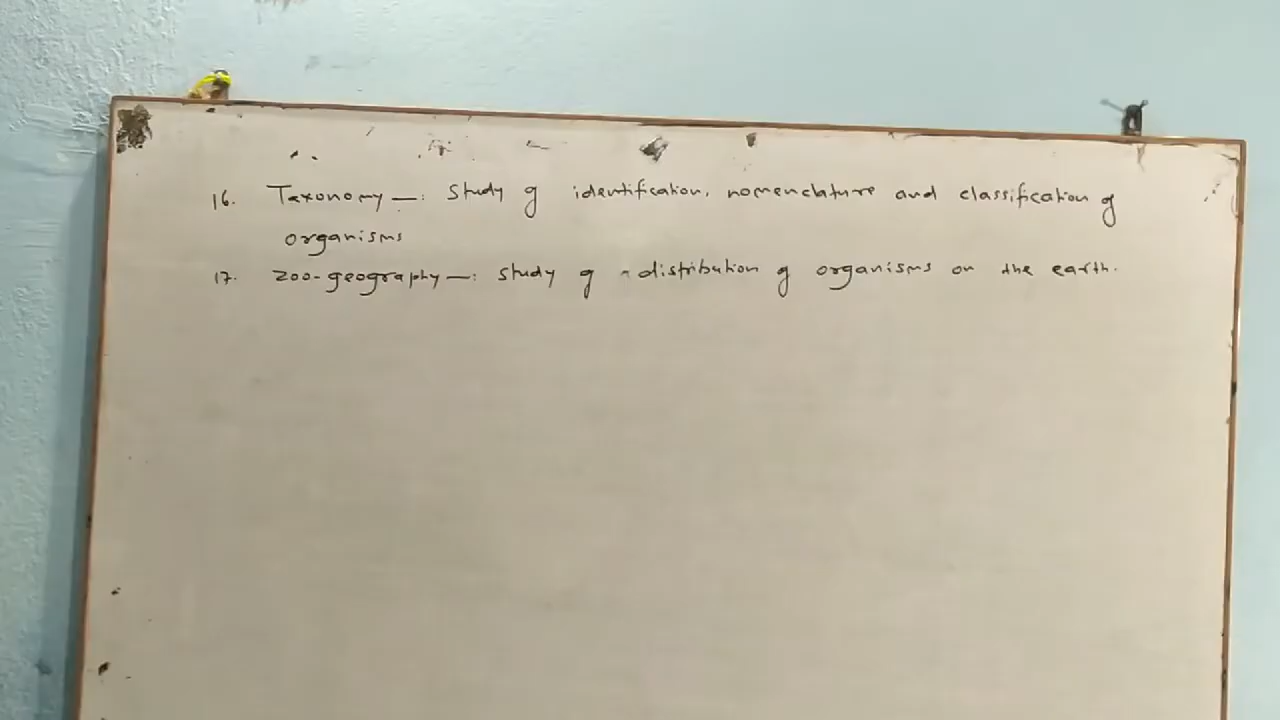 16. Taxonomy —: Study of identification, nomenclature and classification of
organisms
17. Zoo-geography —: Study of distribution of organisms on the earth.